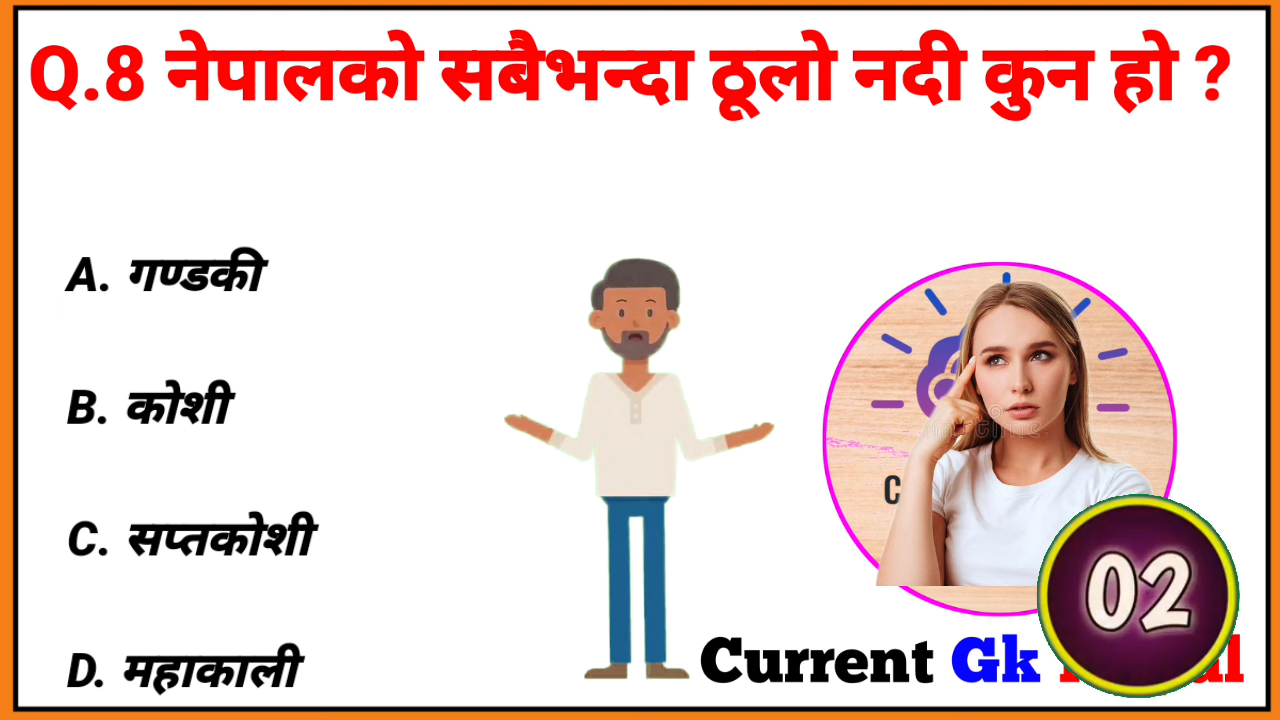 Q.8 नेपालको सबैभन्दा ठूलो नदी कुन हो ?
A. गण्डकी
B. कोशी
C. सप्तकोशी
D. महाकाली
02
Current Gk